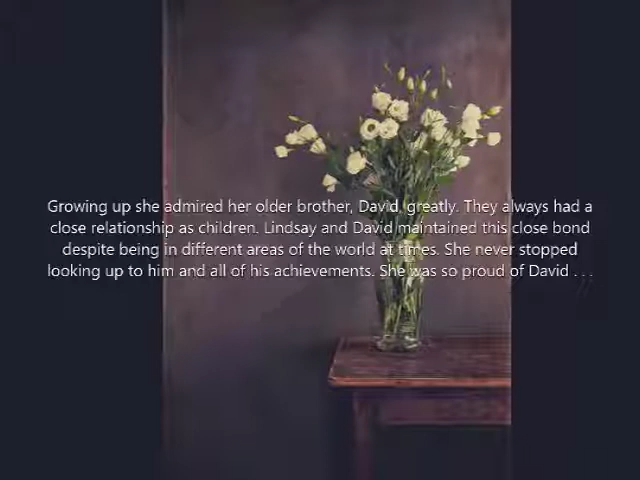 Growing up she admired her older brother, David, greatly. They always had a
close relationship as children. Lindsay and David maintained this close bond
despite being in different areas of the world at times. She never stopped
looking up to him and all of his achievements. She was so proud of David . . .